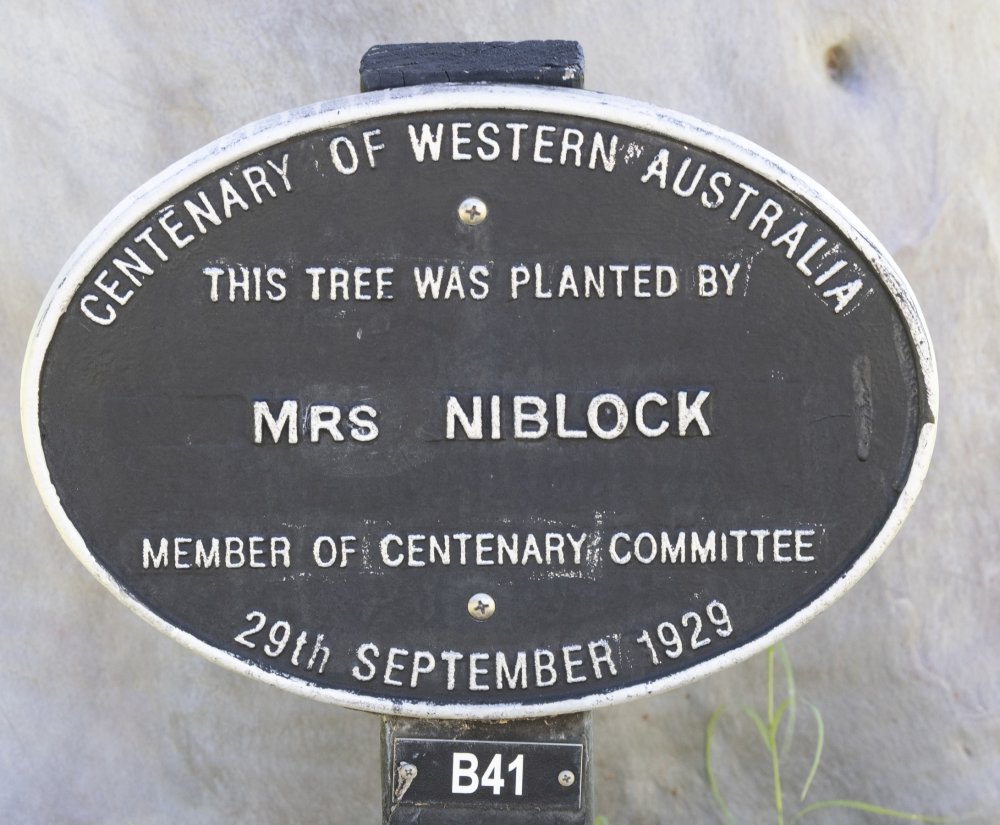 CENTENARY OF WESTERN AUSTRALIA
THIS TREE WAS PLANTED BY
MRS NIBLOCK
MEMBER OF CENTENARY COMMITTEE
29th SEPTEMBER 1929
B41